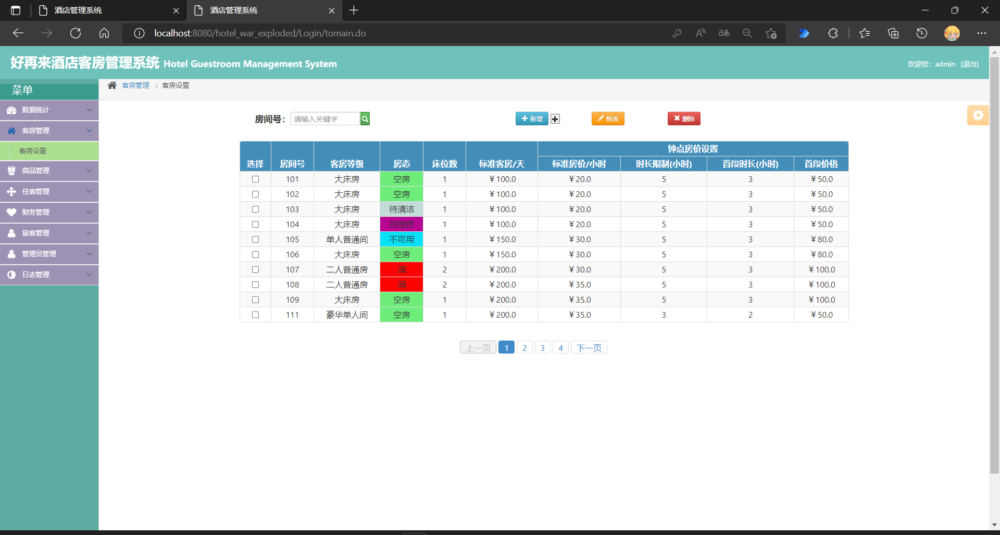 酒店管理系统
酒店管理系统
localhost:8080/hotel_war_exploded/Login/tomain.do
好再来酒店客房管理系统 Hotel Guestroom Management System
欢迎您：admin [退出]
菜单
客房管理 > 客房设置
数据统计
客房管理
客房设置
商品管理
住宿管理
财务管理
旅客管理
管理员管理
日志管理
房间号： 请输入关键字 新增 修改 删除
钟点房价设置
选择 房间号 客房等级 房态 床位数 标准客房/天 标准房价/小时 时长限制(小时) 首段时长(小时) 首段价格
101 大床房 空房 1 ￥100.0 ￥20.0 5 3 ￥50.0
102 大床房 空房 1 ￥100.0 ￥20.0 5 3 ￥50.0
103 大床房 待清洁 1 ￥100.0 ￥20.0 5 3 ￥50.0
104 大床房 待维修 1 ￥100.0 ￥20.0 5 3 ￥50.0
105 单人普通间 不可用 1 ￥150.0 ￥30.0 5 3 ￥80.0
106 大床房 空房 1 ￥150.0 ￥30.0 5 3 ￥80.0
107 二人普通房 满 2 ￥200.0 ￥30.0 5 3 ￥100.0
108 二人普通房 满 2 ￥200.0 ￥35.0 5 3 ￥100.0
109 大床房 空房 1 ￥200.0 ￥35.0 5 3 ￥100.0
111 豪华单人间 空房 1 ￥200.0 ￥35.0 3 2 ￥50.0
上一页 1 2 3 4 下一页